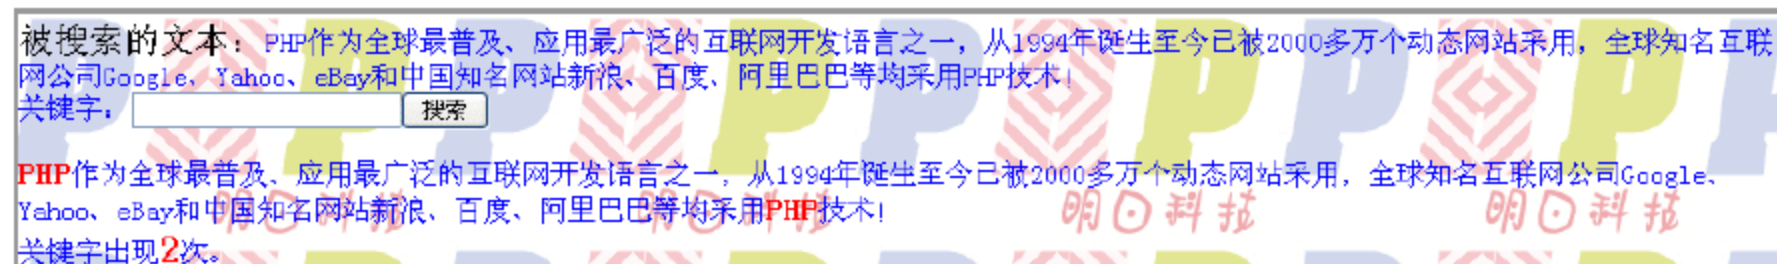 被搜索的文本：PHP作为全球最普及、应用最广泛的互联网开发语言之一，从1994年诞生至今已被2000多万个动态网站采用，全球知名互联
网公司Google、Yahoo、eBay和中国知名网站新浪、百度、阿里巴巴等均采用PHP技术！
关键字： 搜索
PHP作为全球最普及、应用最广泛的互联网开发语言之一，从1994年诞生至今已被2000多万个动态网站采用，全球知名互联网公司Google、
Yahoo、eBay和中国知名网站新浪、百度、阿里巴巴等均采用PHP技术！
明日科技 明日科技 明日科技 明日科技
关键字出现2次。